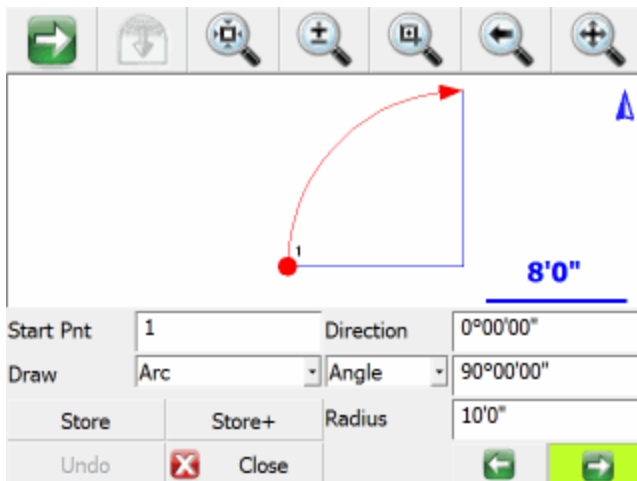 1
8'0"
Start Pnt 1 Direction 0°00'00"
Draw Arc Angle 90°00'00"
Store Store+ Radius 10'0"
Undo Close